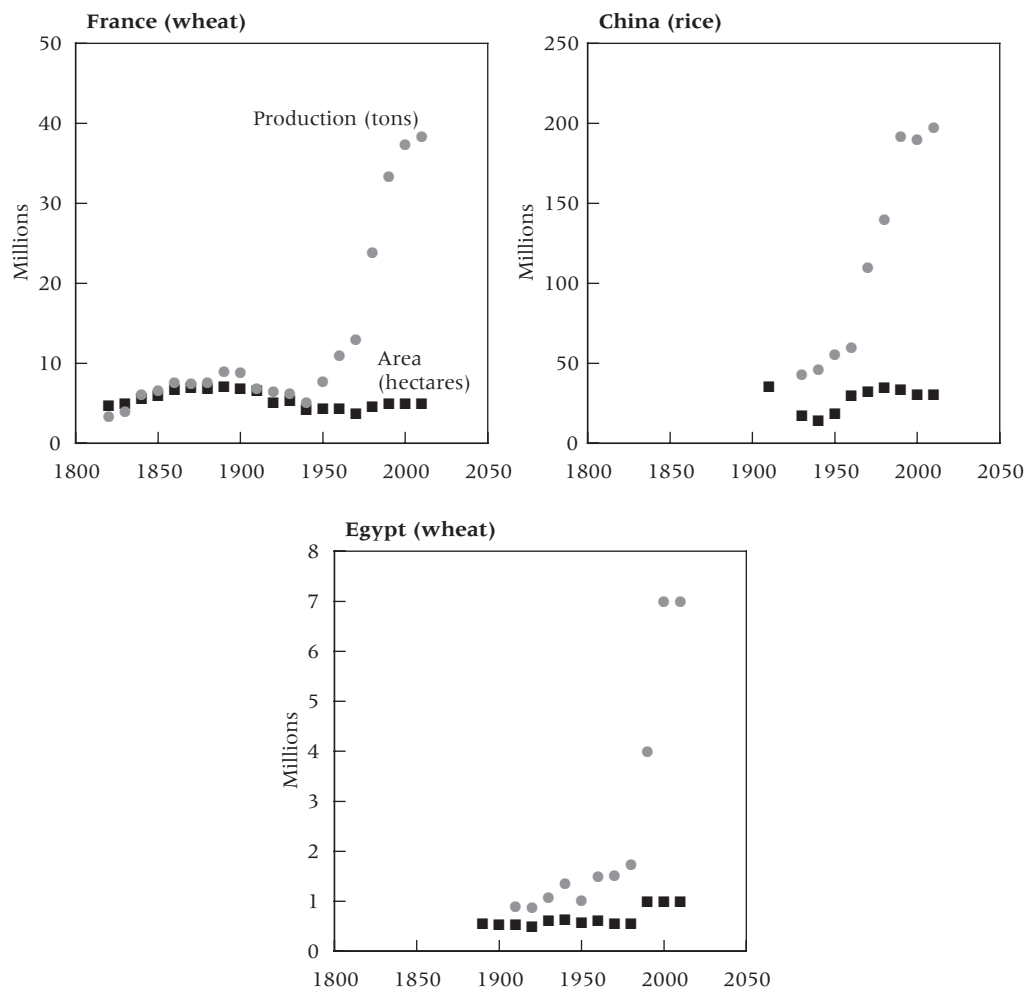 France (wheat)
50
40
30
20
10
0
Millions
Production (tons)
Area
(hectares)
1800 1850 1900 1950 2000 2050
China (rice)
250
200
150
100
50
0
Millions
1800 1850 1900 1950 2000 2050
Egypt (wheat)
8
7
6
5
4
3
2
1
0
Millions
1800 1850 1900 1950 2000 2050